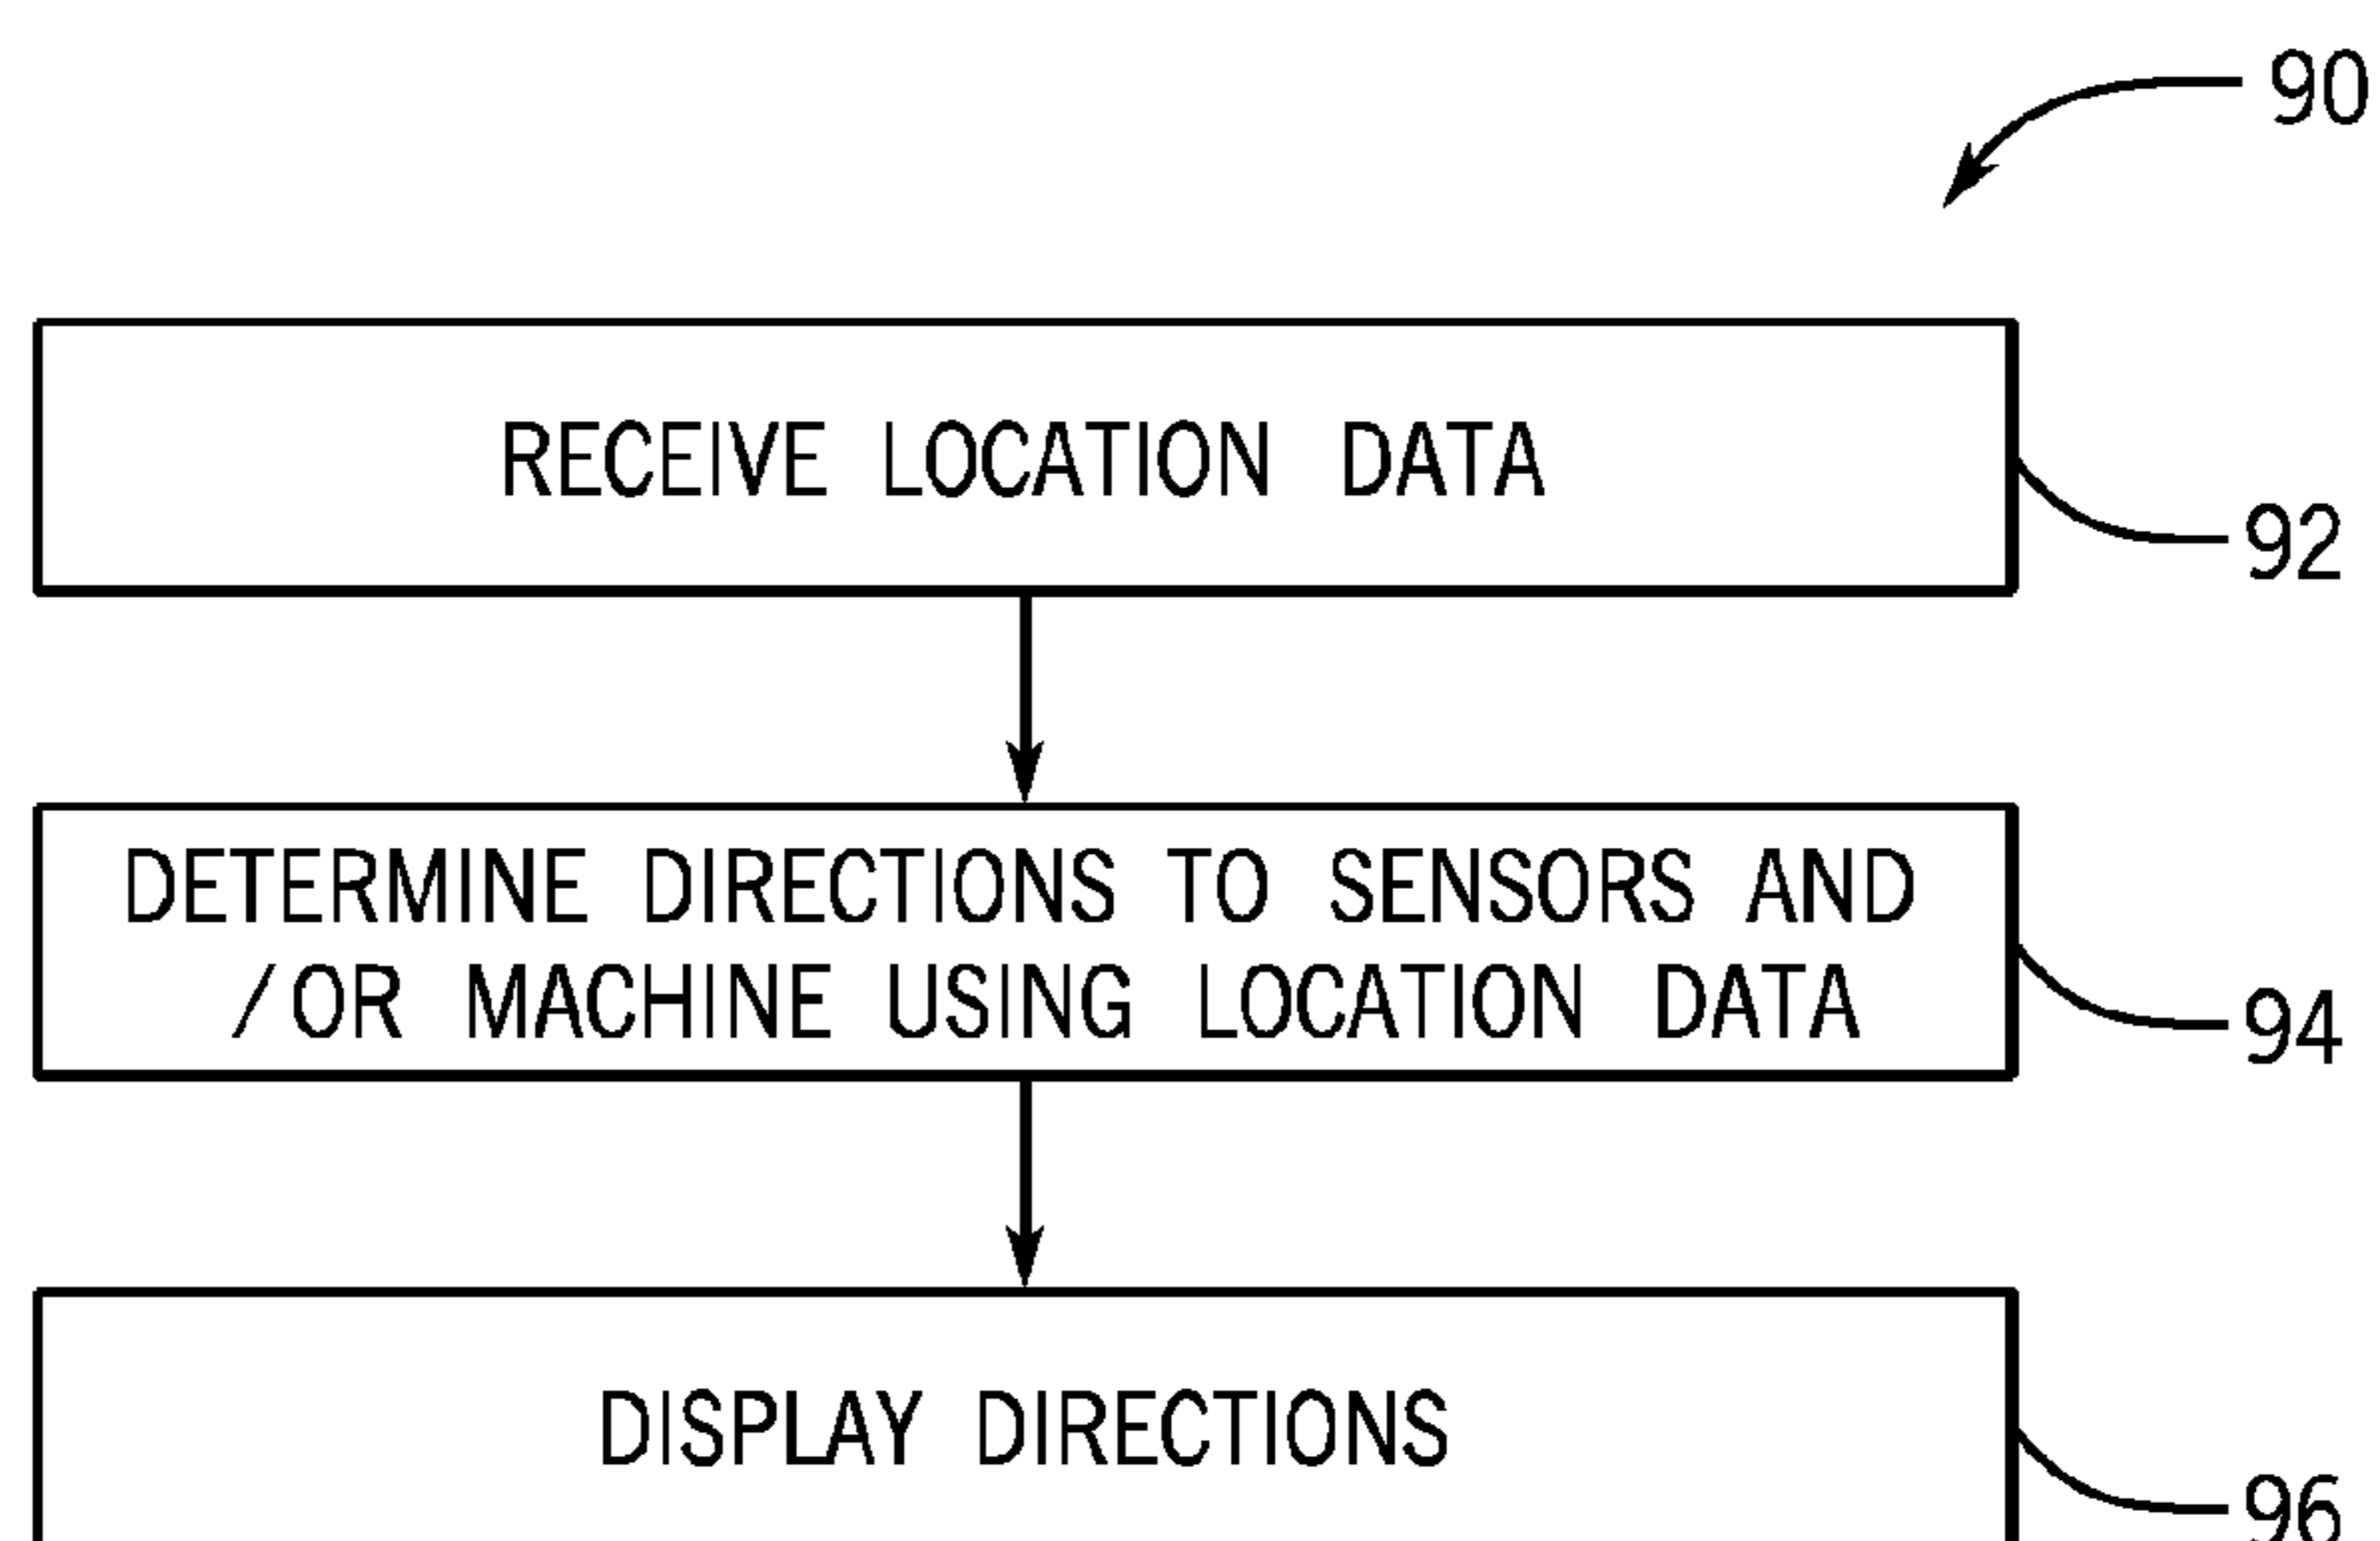 90
RECEIVE LOCATION DATA
92
DETERMINE DIRECTIONS TO SENSORS AND
/OR MACHINE USING LOCATION DATA
94
DISPLAY DIRECTIONS
96